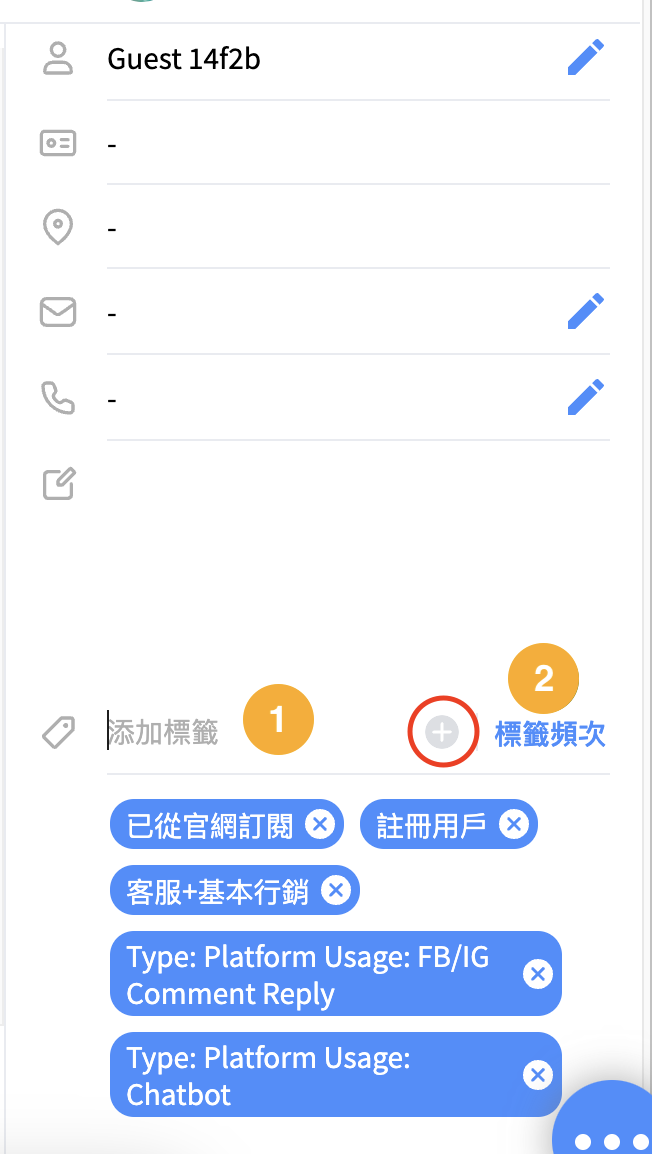 Guest 14f2b
-
-
-
-
2
添加標籤 1 標籤頻次
已從官網訂閱 註冊用戶
客服+基本行銷
Type: Platform Usage: FB/IG
Comment Reply
Type: Platform Usage:
Chatbot